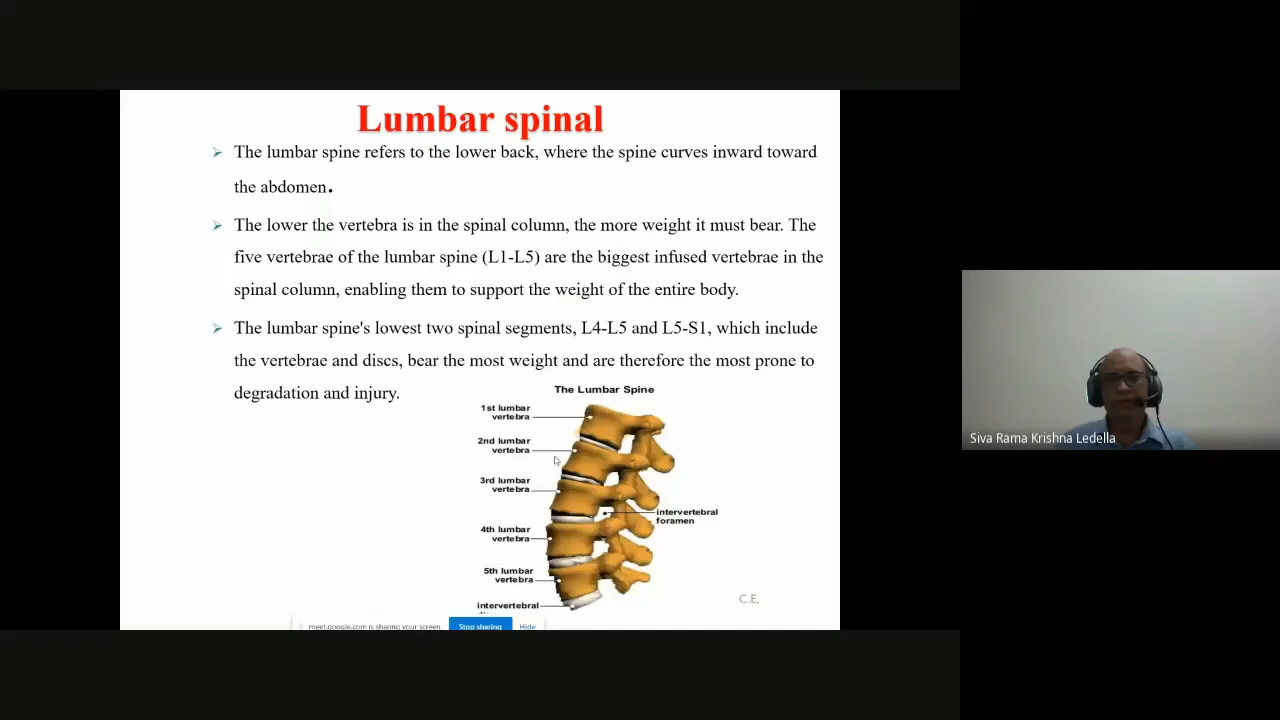 Lumbar spinal
The lumbar spine refers to the lower back, where the spine curves inward toward
the abdomen.
The lower the vertebra is in the spinal column, the more weight it must bear. The
five vertebrae of the lumbar spine (L1-L5) are the biggest infused vertebrae in the
spinal column, enabling them to support the weight of the entire body.
The lumbar spine's lowest two spinal segments, L4-L5 and L5-S1, which include
the vertebrae and discs, bear the most weight and are therefore the most prone to
degradation and injury.
The Lumbar Spine
1st lumbar
vertebra
2nd lumbar
vertebra
3rd lumbar
vertebra
intervertebral
foramen
4th lumbar
vertebra
5th lumbar
vertebra
intervertebral
C.E,
meet.google.com is sharing your screen. Stop sharing Hide
Siva Rama Krishna Ledella